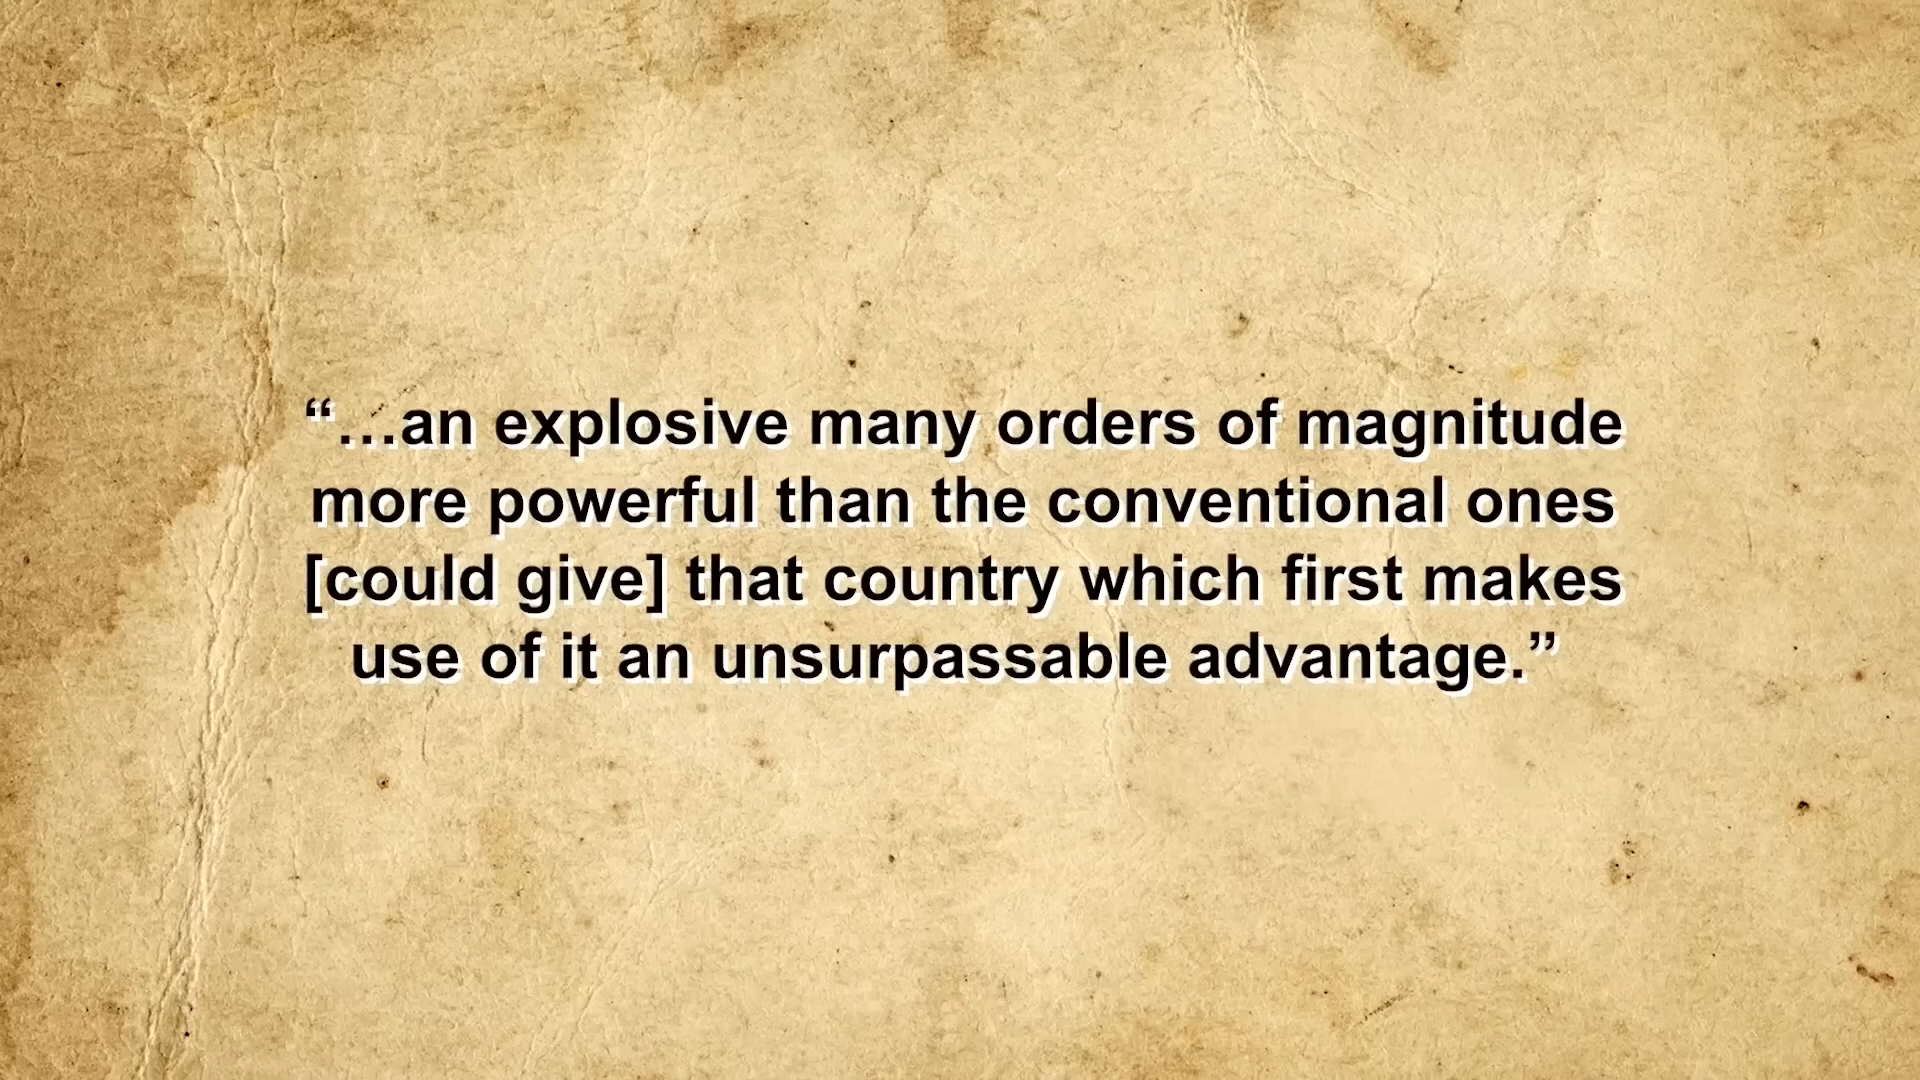 “…an explosive many orders of magnitude
more powerful than the conventional ones
[could give] that country which first makes
use of it an unsurpassable advantage.”